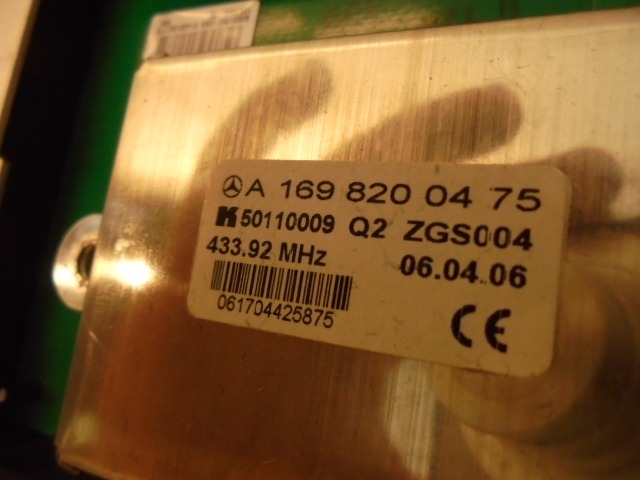 A 169 820 04 75
K 50110009 Q2 ZGS004
433.92 MHz 06.04.06
061704425875
CE